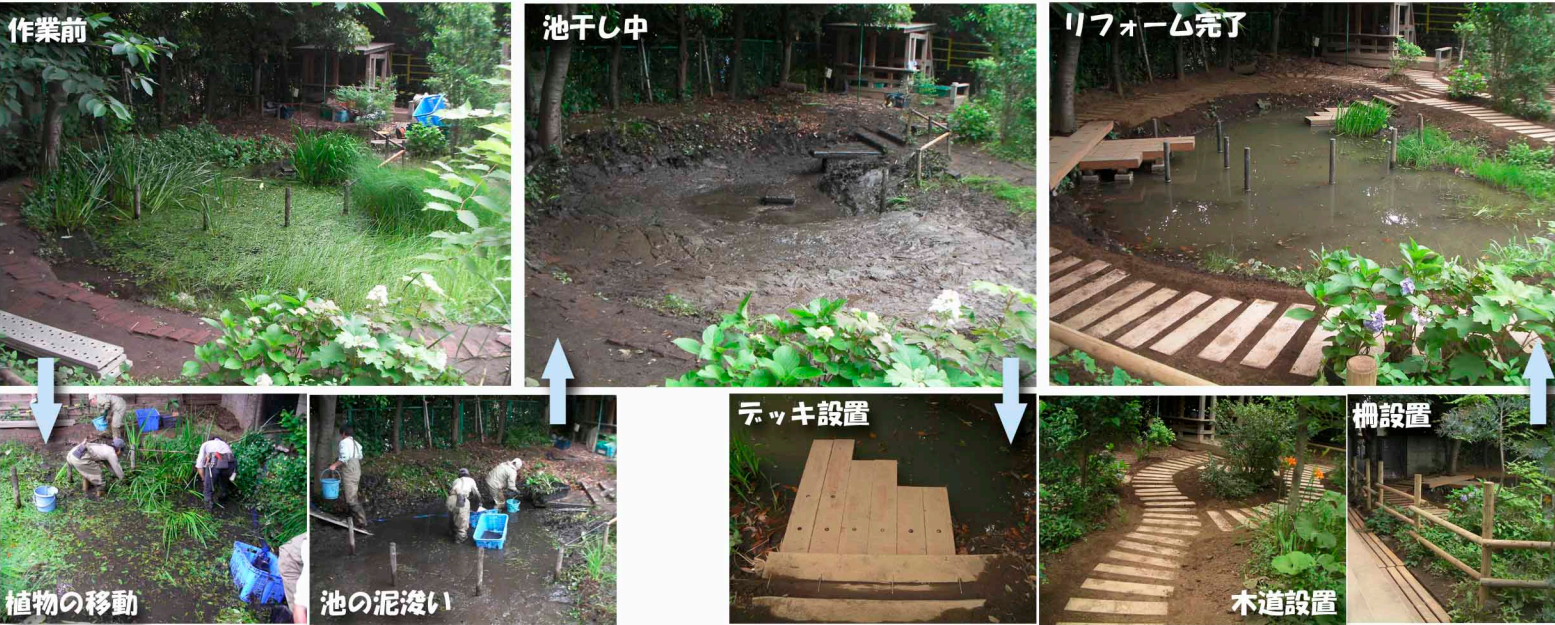 作業前
池干し中
リフォーム完了
植物の移動
池の泥浚い
デッキ設置
木道設置
柵設置